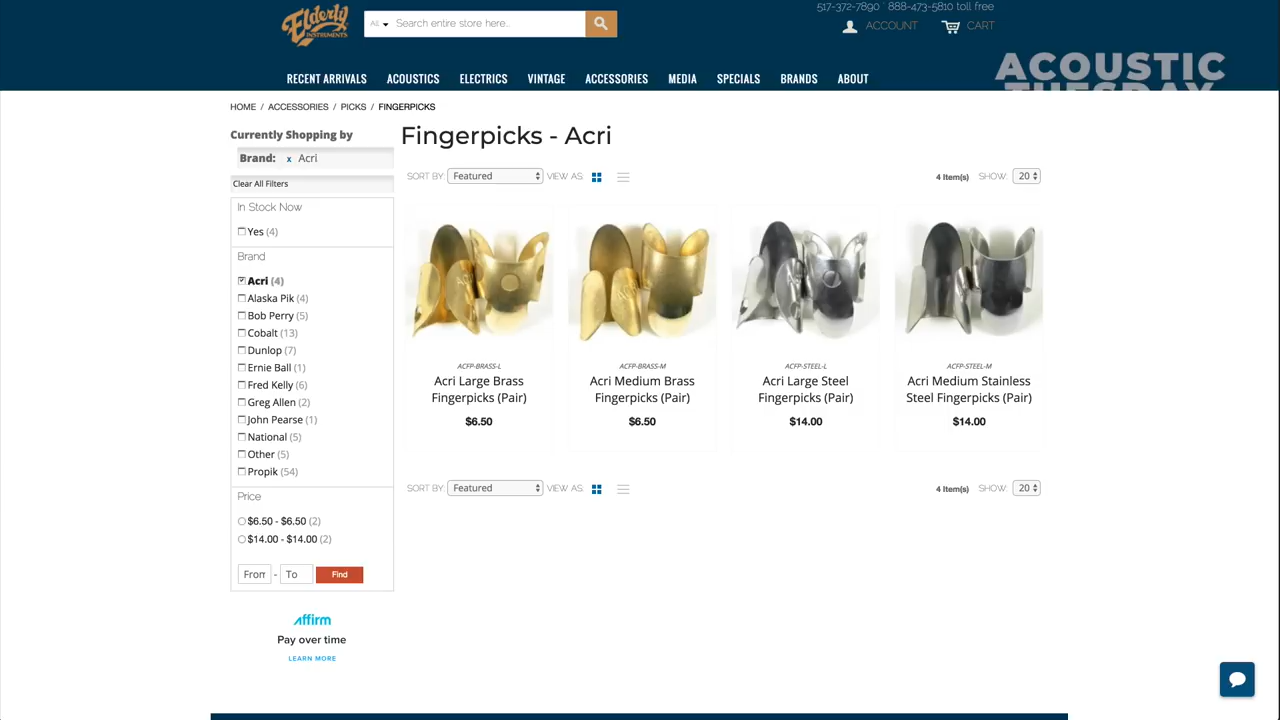 517-372-7890 888-473-5810 toll free
Elderly
INSTRUMENTS
All
Search entire store here..
ACCOUNT
CART
ACOUSTIC
TUESDAY
RECENT ARRIVALS
ACOUSTICS
ELECTRICS
VINTAGE
ACCESSORIES
MEDIA
SPECIALS
BRANDS
ABOUT
HOME / ACCESSORIES / PICKS / FINGERPICKS
Currently Shopping by
Brand: x Acri
Clear All Filters
In Stock Now
Yes (4)
Brand
Acri (4)
Alaska Pik (4)
Bob Perry (5)
Cobalt (13)
Dunlop (7)
Ernie Ball (1)
Fred Kelly (6)
Greg Allen (2)
John Pearse (1)
National (5)
Other (5)
Propik (54)
Price
$6.50 - $6.50 (2)
$14.00 - $14.00 (2)
From - To Find
affirm
Pay over time
LEARN MORE
Fingerpicks - Acri
SORT BY: Featured VIEW AS:
4 Item(s) SHOW: 20
ACFP-BRASS-L
Acri Large Brass
Fingerpicks (Pair)
$6.50
ACFP-BRASS-M
Acri Medium Brass
Fingerpicks (Pair)
$6.50
ACFP-STEEL-L
Acri Large Steel
Fingerpicks (Pair)
$14.00
ACFP-STEEL-M
Acri Medium Stainless
Steel Fingerpicks (Pair)
$14.00
SORT BY: Featured VIEW AS:
4 Item(s) SHOW: 20